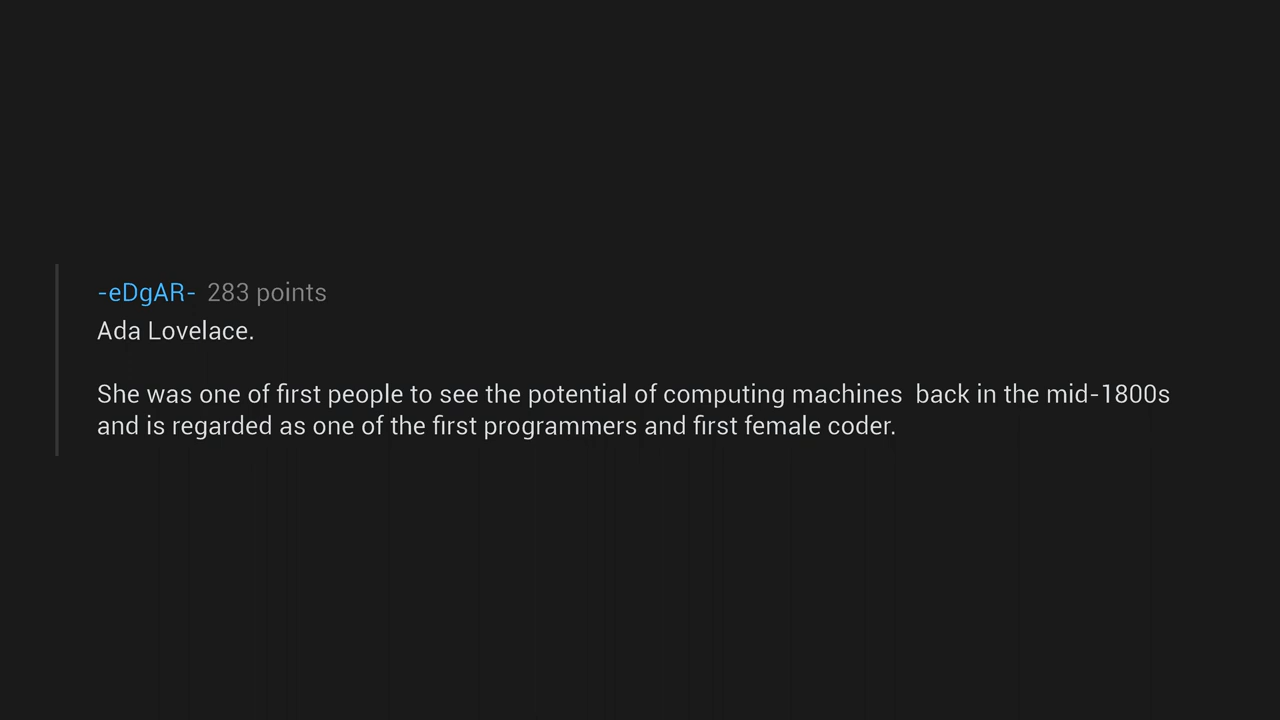 -eDgAR- 283 points
Ada Lovelace.
She was one of first people to see the potential of computing machines  back in the mid-1800s
and is regarded as one of the first programmers and first female coder.